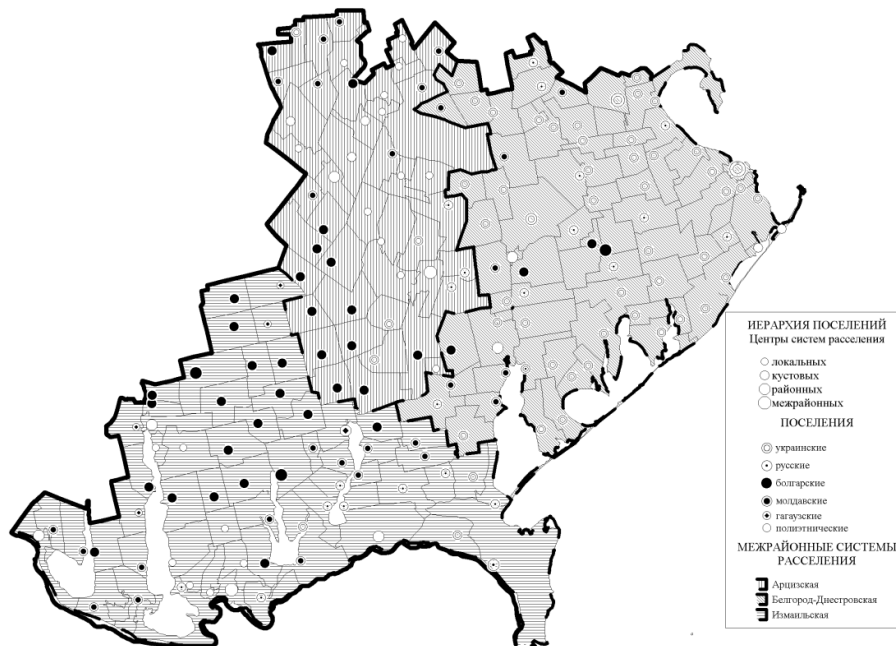 ИЕРАРХИЯ ПОСЕЛЕНИЙ
Центры систем расселения
локальных
кустовых
районных
межрайонных
ПОСЕЛЕНИЯ
украинские
русские
болгарские
молдавские
гагаузские
полиэтнические
МЕЖРАЙОННЫЕ СИСТЕМЫ
РАССЕЛЕНИЯ
Арцизская
Белгород-Днестровская
Измаильская